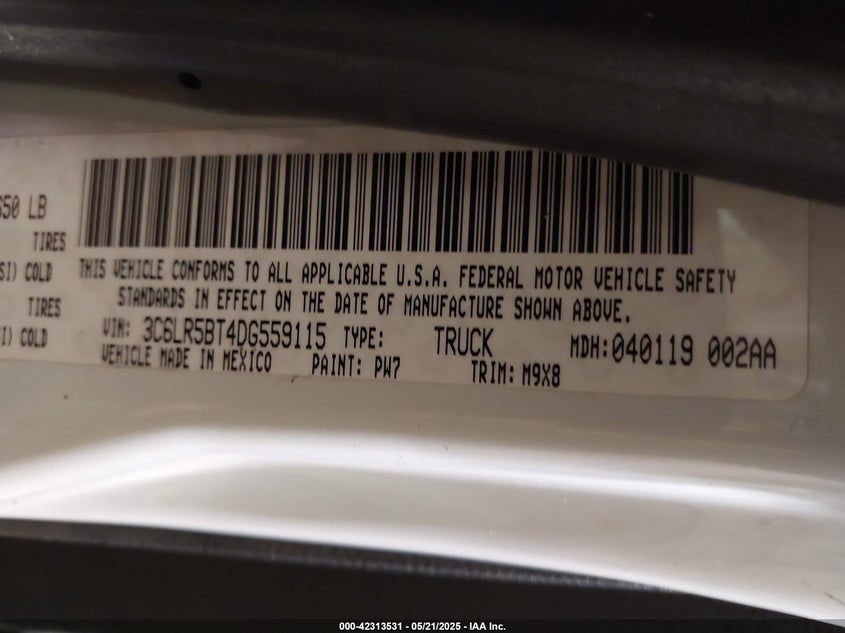 650 LB
TIRES
SI) COLD
TIRES
I) COLD
THIS VEHICLE CONFORMS TO ALL APPLICABLE U.S.A. FEDERAL MOTOR VEHICLE SAFETY
STANDARDS IN EFFECT ON THE DATE OF MANUFACTURE SHOWN ABOVE.
VIN: 3C6LR5BT4DG559115 TYPE: TRUCK MDH:040119 002AA
VEHICLE MADE IN MEXICO PAINT: PW7 TRIM: M9X8
000-42313531 - 05/21/2025 - IAA Inc.